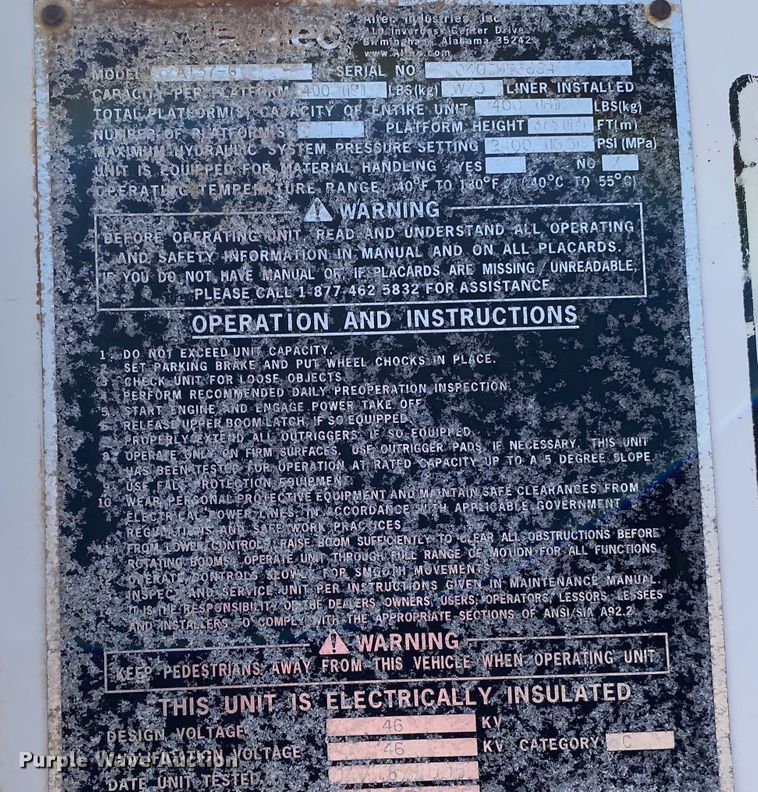 Altec Industries, Inc.
Inverness Center Drive
Birmingham, Alabama 35242
www.altec.com
MODEL SERIAL NO
CAPACITY PER PLATFORM 400 LBS(kg) W/O LINER INSTALLED
TOTAL PLATFORM(S) CAPACITY OF ENTIRE UNIT 400 LBS(kg)
NUMBER OF PLATFORMS 1 PLATFORM HEIGHT FT(m)
MAXIMUM HYDRAULIC SYSTEM PRESSURE SETTING PSI (MPa)
UNIT IS EQUIPPED FOR MATERIAL HANDLING YES NO
OPERATING TEMPERATURE RANGE, -40°F TO 130°F / (-40°C TO 55°C)
WARNING
BEFORE OPERATING UNIT, READ AND UNDERSTAND ALL OPERATING
AND SAFETY INFORMATION IN MANUAL AND ON ALL PLACARDS.
IF YOU DO NOT HAVE MANUAL OR IF PLACARDS ARE MISSING / UNREADABLE,
PLEASE CALL 1-877-462-5832 FOR ASSISTANCE.
OPERATION AND INSTRUCTIONS
1. DO NOT EXCEED UNIT CAPACITY.
2. SET PARKING BRAKE AND PUT WHEEL CHOCKS IN PLACE.
3. CHECK UNIT FOR LOOSE OBJECTS.
4. PERFORM RECOMMENDED DAILY PREOPERATION INSPECTION.
5. START ENGINE AND ENGAGE POWER TAKE OFF.
6. RELEASE UPPER BOOM LATCH, IF SO EQUIPPED.
7. PROPERLY EXTEND ALL OUTRIGGERS, IF SO EQUIPPED.
8. OPERATE ONLY ON FIRM SURFACES. USE OUTRIGGER PADS, IF NECESSARY. THIS UNIT
HAS BEEN TESTED FOR OPERATION AT RATED CAPACITY UP TO A 5 DEGREE SLOPE.
USE FALL PROTECTION EQUIPMENT.
10. WEAR PERSONAL PROTECTIVE EQUIPMENT AND MAINTAIN SAFE CLEARANCES FROM
ELECTRICAL POWER LINES, IN ACCORDANCE WITH APPLICABLE GOVERNMENT
REGULATIONS AND SAFE WORK PRACTICES.
FROM LOWER CONTROLS, RAISE BOOM SUFFICIENTLY TO CLEAR ALL OBSTRUCTIONS BEFORE
ROTATING BOOMS. OPERATE UNIT THROUGH FULL RANGE OF MOTION FOR ALL FUNCTIONS.
OPERATE CONTROLS SLOWLY FOR SMOOTH MOVEMENTS.
INSPECT AND SERVICE UNIT PER INSTRUCTIONS GIVEN IN MAINTENANCE MANUAL.
IT IS THE RESPONSIBILITY OF THE DEALERS, OWNERS, USERS, OPERATORS, LESSORS, LESSEES
AND INSTALLERS TO COMPLY WITH THE APPROPRIATE SECTIONS OF ANSI/SIA A92.2.
WARNING
KEEP PEDESTRIANS AWAY FROM THIS VEHICLE WHEN OPERATING UNIT
THIS UNIT IS ELECTRICALLY INSULATED
DESIGN VOLTAGE 46 KV
VOLTAGE 46 KV CATEGORY C
DATE UNIT TESTED
Purple Wave Auction